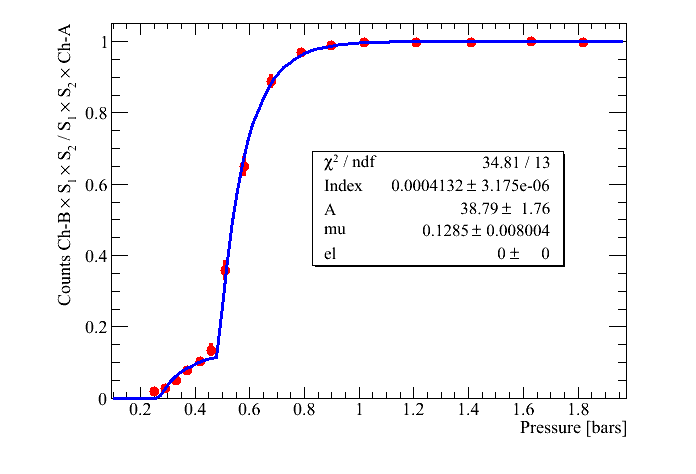 Counts Ch-B × S₁ × S₂ / S₁ × S₂ × Ch-A
1
0.8
0.6
0.4
0.2
0
χ² / ndf 34.81 / 13
Index 0.0004132 ± 3.175e-06
A 38.79 ± 1.76
mu 0.1285 ± 0.008004
el 0 ± 0
0.2 0.4 0.6 0.8 1 1.2 1.4 1.6 1.8
Pressure [bars]